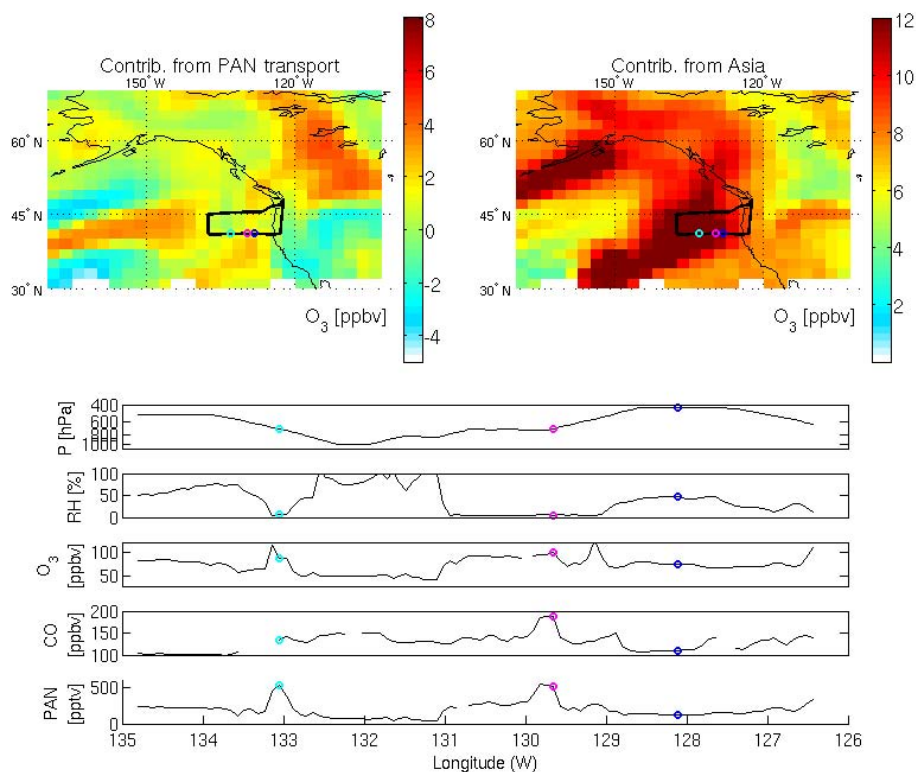 Contrib. from PAN transport
150° W 120° W
60° N
45° N
30° N
O3 [ppbv]
8
6
4
2
0
-2
-4
Contrib. from Asia
150° W 120° W
60° N
45° N
30° N
O3 [ppbv]
12
10
8
6
4
2
P [hPa]
400
600
800
1000
RH [%]
100
50
0
O3
[ppbv]
100
50
CO
[ppbv]
200
150
100
PAN
[pptv]
500
0
135 134 133 132 131 130 129 128 127 126
Longitude (W)